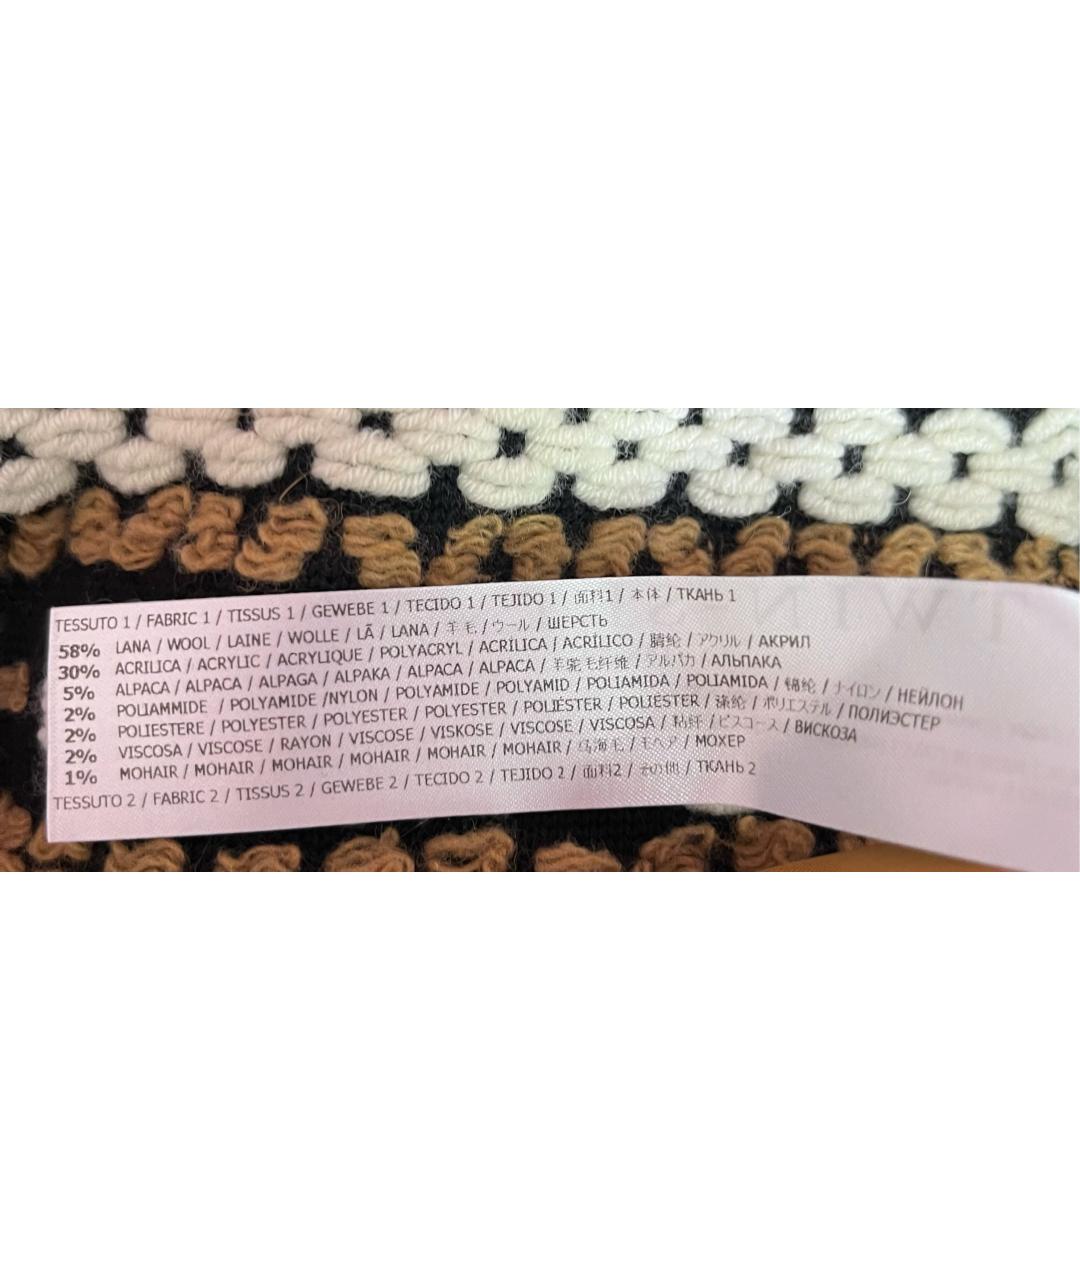 TESSUTO 1 / FABRIC 1 / TISSUS 1 / GEWEBE 1 / TECIDO 1 / TEJIDO 1 / 面料1 / 本体 / ТКАНЬ 1
58% LANA / WOOL / LAINE / WOLLE / LÃ / LANA / 羊毛 / ウール / ШЕРСТЬ
30% ACRILICA / ACRYLIC / ACRYLIQUE / POLYACRYL / ACRÍLICA / ACRÍLICO / 腈纶 / アクリル / АКРИЛ
5% ALPACA / ALPACA / ALPAGA / ALPAKA / ALPACA / ALPACA / 羊驼毛纤维 / アルパカ / АЛЬПАКА
2% POLIAMMIDE / POLYAMIDE /NYLON / POLYAMIDE / POLYAMID / POLIAMIDA / POLIAMIDA / 锦纶 / ナイロン / НЕЙЛОН
2% POLIESTERE / POLYESTER / POLYESTER / POLYESTER / POLIÉSTER / POLIÉSTER / 涤纶 / ポリエステル / ПОЛИЭСТЕР
2% VISCOSA / VISCOSE / RAYON / VISCOSE / VISKOSE / VISCOSE / VISCOSA / 粘纤 / ビスコース / ВИСКОЗА
1% MOHAIR / MOHAIR / MOHAIR / MOHAIR / MOHAIR / MOHAIR / 马海毛 / モヘア / МОХЕР
TESSUTO 2 / FABRIC 2 / TISSUS 2 / GEWEBE 2 / TECIDO 2 / TEJIDO 2 / 面料2 / その他 / ТКАНЬ 2